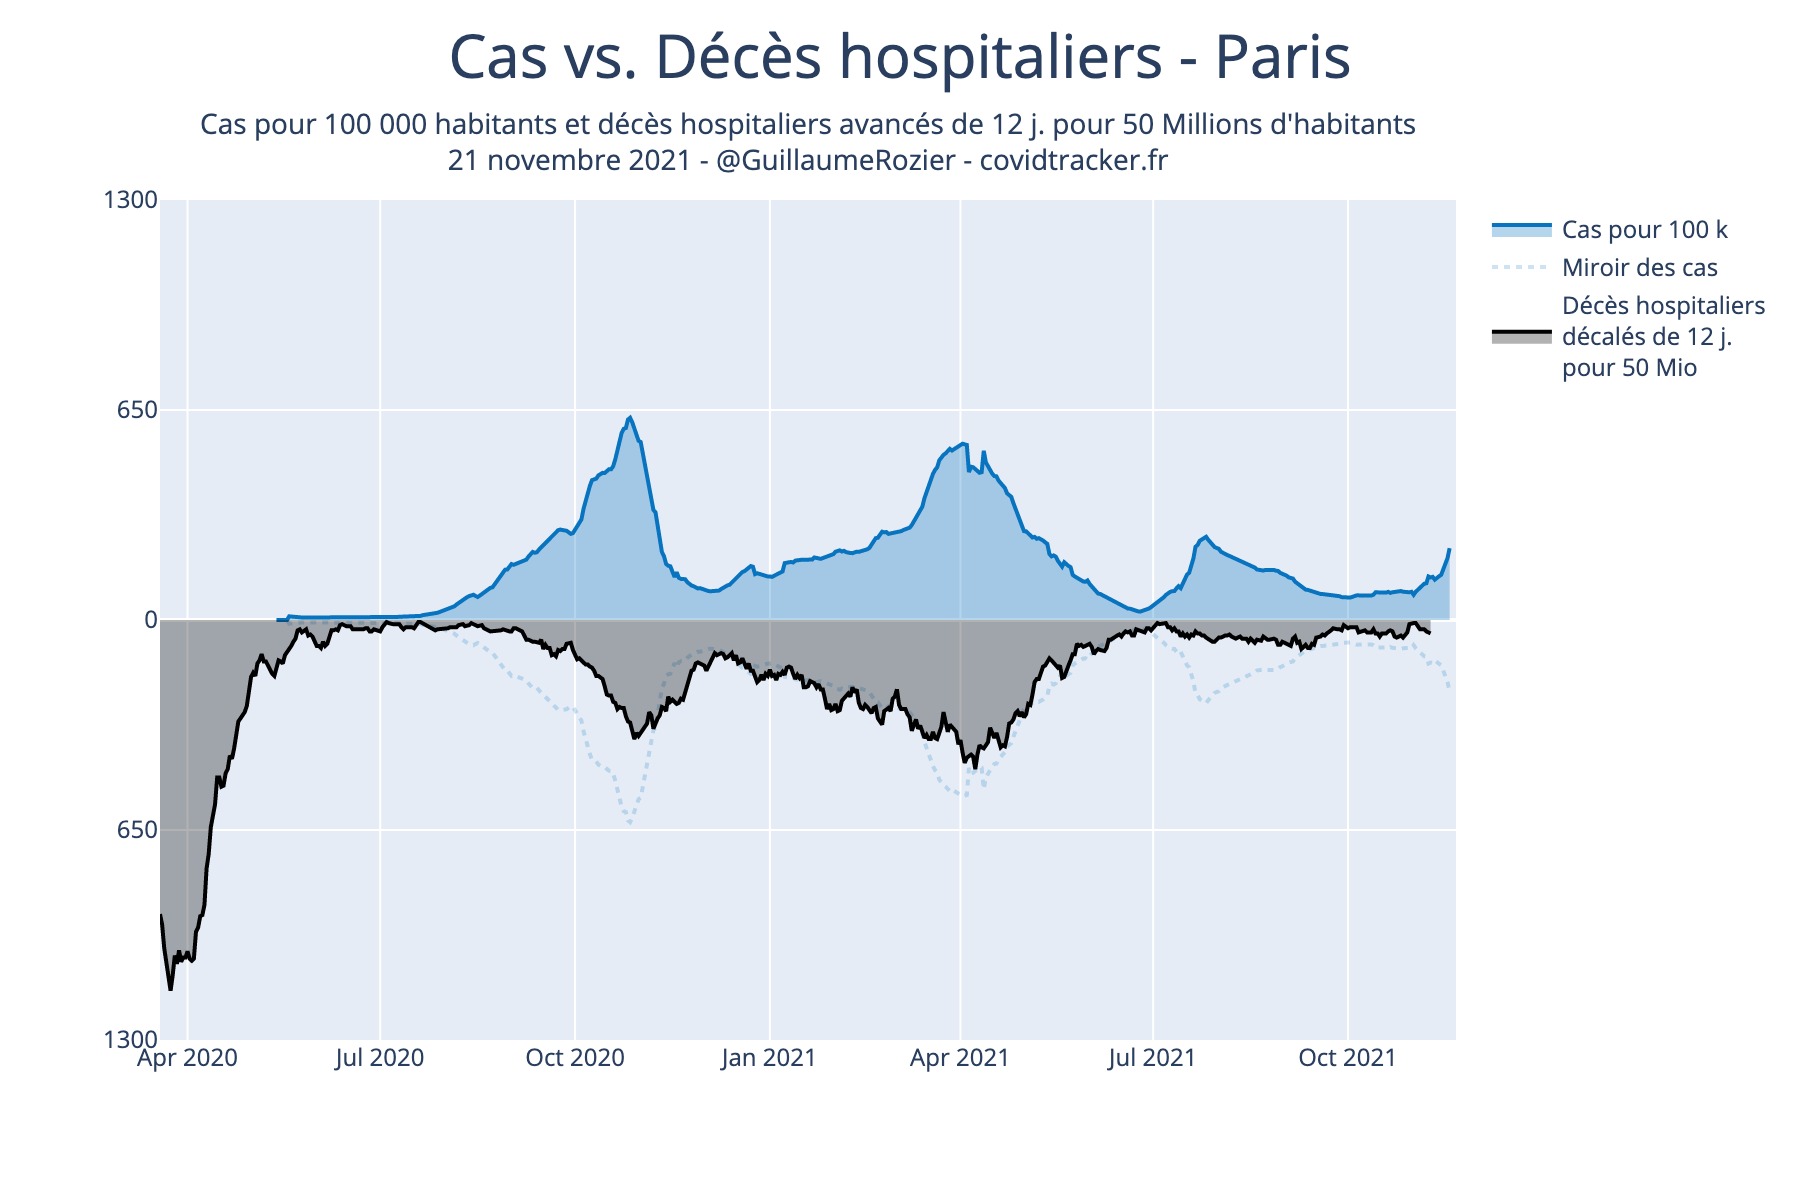 Cas vs. Décès hospitaliers - Paris
Cas pour 100 000 habitants et décès hospitaliers avancés de 12 j. pour 50 Millions d'habitants
21 novembre 2021 - @GuillaumeRozier - covidtracker.fr
1300
650
0
650
1300
Apr 2020
Jul 2020
Oct 2020
Jan 2021
Apr 2021
Jul 2021
Oct 2021
Cas pour 100 k
Miroir des cas
Décès hospitaliers
décalés de 12 j.
pour 50 Mio